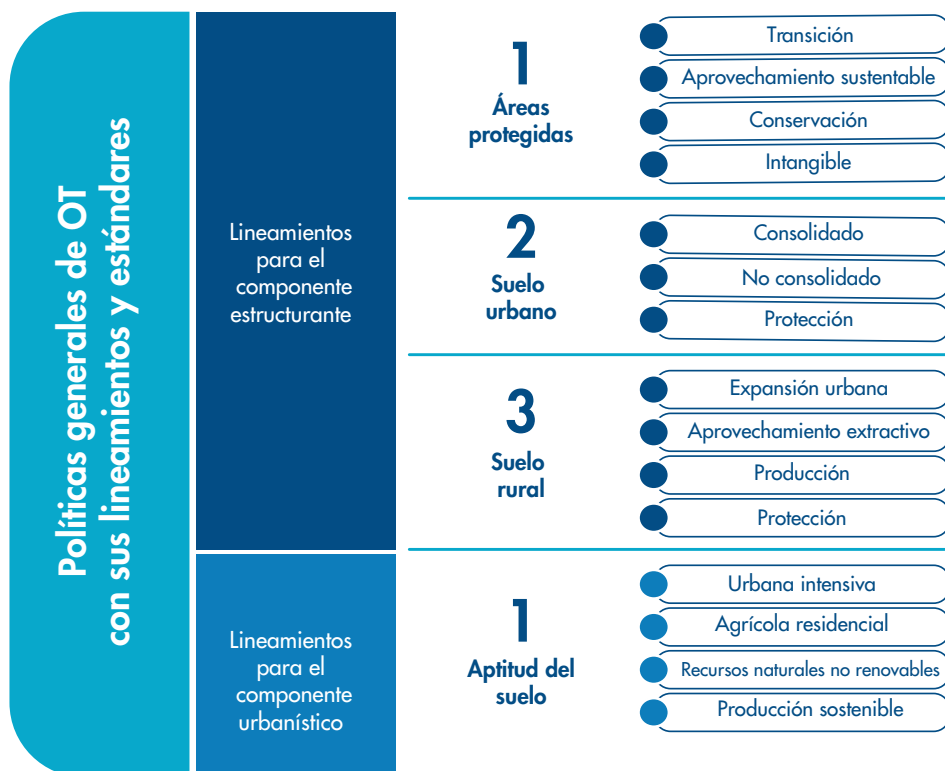 Políticas generales de OT
con sus lineamientos y estándares
Lineamientos
para el
componente
estructurante
1
Áreas
protegidas
Transición
Aprovechamiento sustentable
Conservación
Intangible
2
Suelo
urbano
Consolidado
No consolidado
Protección
3
Suelo
rural
Expansión urbana
Aprovechamiento extractivo
Producción
Protección
Lineamientos
para el
componente
urbanístico
1
Aptitud del
suelo
Urbana intensiva
Agrícola residencial
Recursos naturales no renovables
Producción sostenible